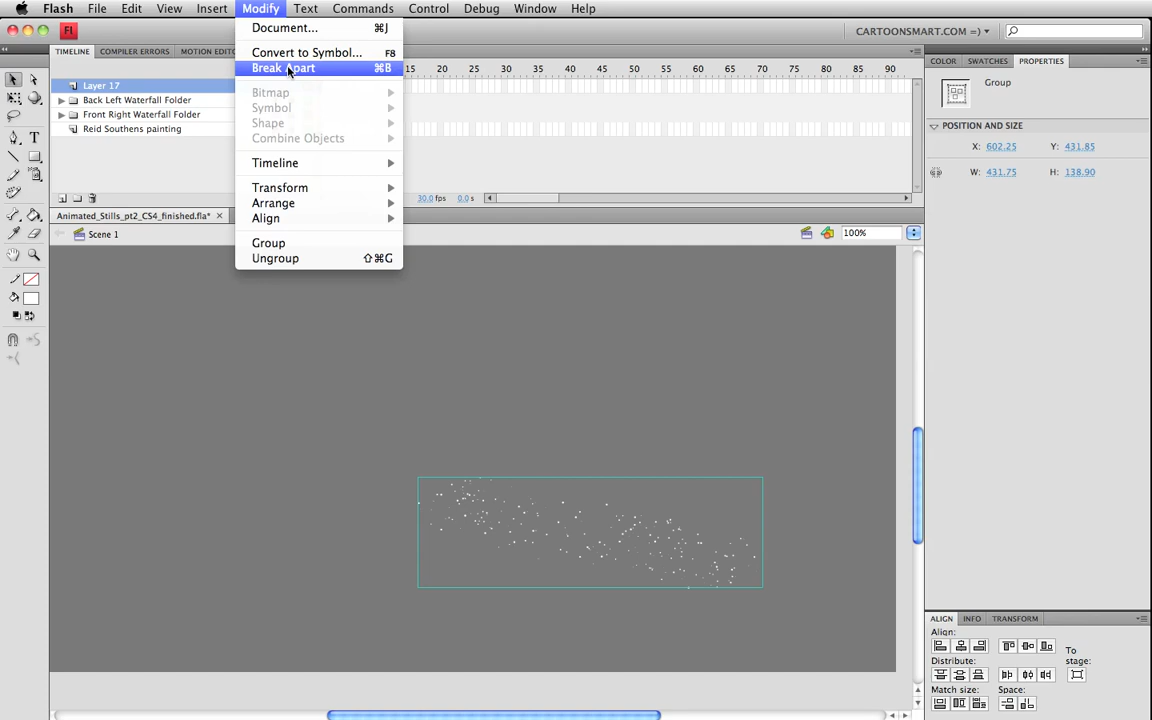 Flash File Edit View Insert Modify Text Commands Control Debug Window Help
Fl CARTOONSMART.COM =)
TIMELINE COMPILER ERRORS MOTION EDITO
Document... ⌘J
Convert to Symbol... F8
Break Apart ⌘B
Bitmap
Symbol
Shape
Combine Objects
Timeline
Transform
Arrange
Align
Group
Ungroup ⇧⌘G
15 20 25 30 35 40 45 50 55 60 65 70 75 80 85 90
Layer 17
Back Left Waterfall Folder
Front Right Waterfall Folder
Reid Southens painting
30.0 fps 0.0 s
Animated_Stills_pt2_CS4_finished.fla*
Scene 1
100%
COLOR SWATCHES PROPERTIES
Group
POSITION AND SIZE
X: 602.25 Y: 431.85
W: 431.75 H: 138.90
ALIGN INFO TRANSFORM
Align:
Distribute:
Match size: Space:
To
stage: